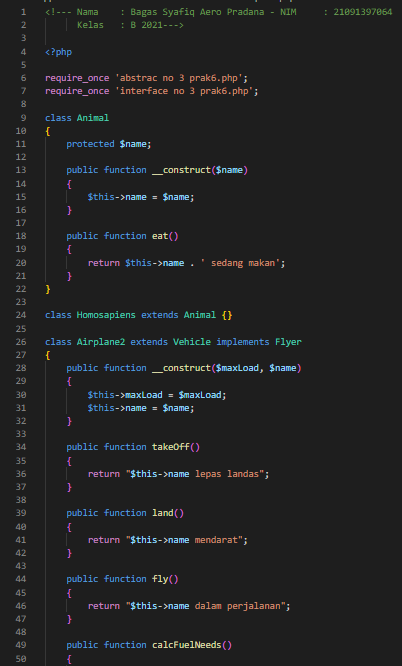 1 <!--- Nama : Bagas Syafiq Aero Pradana - NIM : 21091397064
2 Kelas : B 2021--->
3
4 <?php
5
6 require_once 'abstrac no 3 prak6.php';
7 require_once 'interface no 3 prak6.php';
8
9 class Animal
10 {
11 protected $name;
12
13 public function __construct($name)
14 {
15 $this->name = $name;
16 }
17
18 public function eat()
19 {
20 return $this->name . ' sedang makan';
21 }
22 }
23
24 class Homosapiens extends Animal {}
25
26 class Airplane2 extends Vehicle implements Flyer
27 {
28 public function __construct($maxLoad, $name)
29 {
30 $this->maxLoad = $maxLoad;
31 $this->name = $name;
32 }
33
34 public function takeOff()
35 {
36 return "$this->name lepas landas";
37 }
38
39 public function land()
40 {
41 return "$this->name mendarat";
42 }
43
44 public function fly()
45 {
46 return "$this->name dalam perjalanan";
47 }
48
49 public function calcFuelNeeds()
50 {